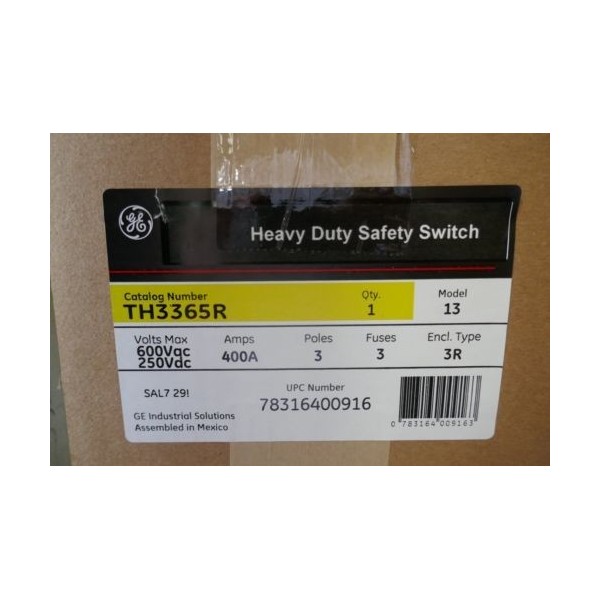 GE
Heavy Duty Safety Switch
Catalog Number Qty. Model
TH3365R 1 13
Volts Max Amps Poles Fuses Encl. Type
600Vac 400A 3 3 3R
250Vdc
SAL7 29! UPC Number
78316400916
GE Industrial Solutions
Assembled in Mexico
0 783164 009163